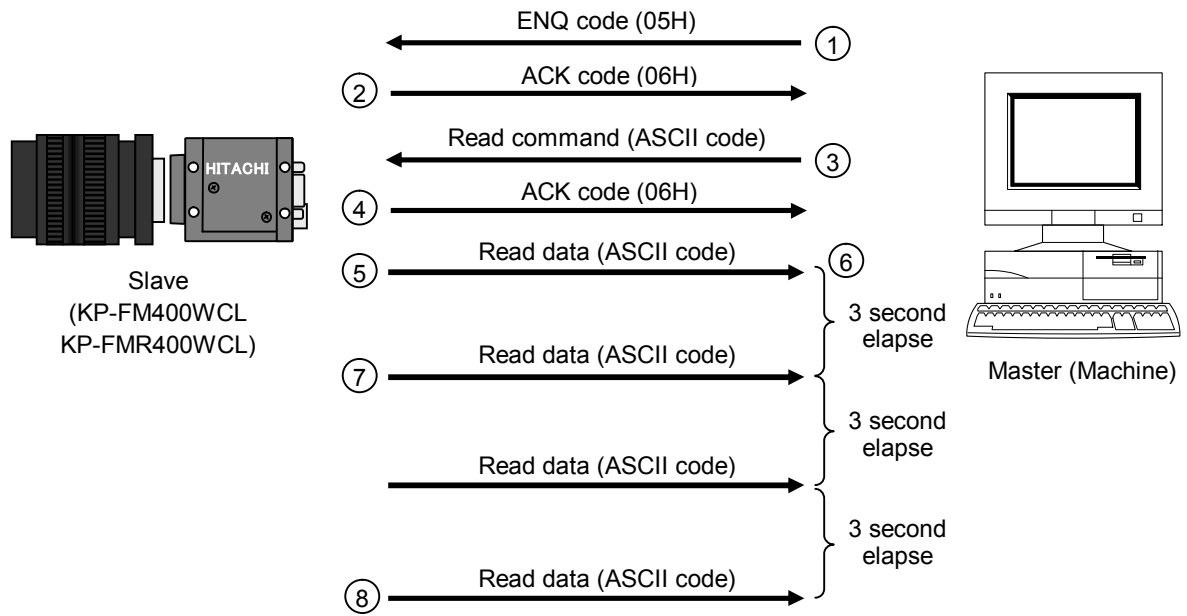 ENQ code (05H)
1
ACK code (06H)
2
Read command (ASCII code)
3
HITACHI
ACK code (06H)
4
Read data (ASCII code)
5
6
Slave
(KP-FM400WCL
KP-FMR400WCL)
3 second
elapse
Read data (ASCII code)
7
Master (Machine)
3 second
elapse
Read data (ASCII code)
3 second
elapse
Read data (ASCII code)
8